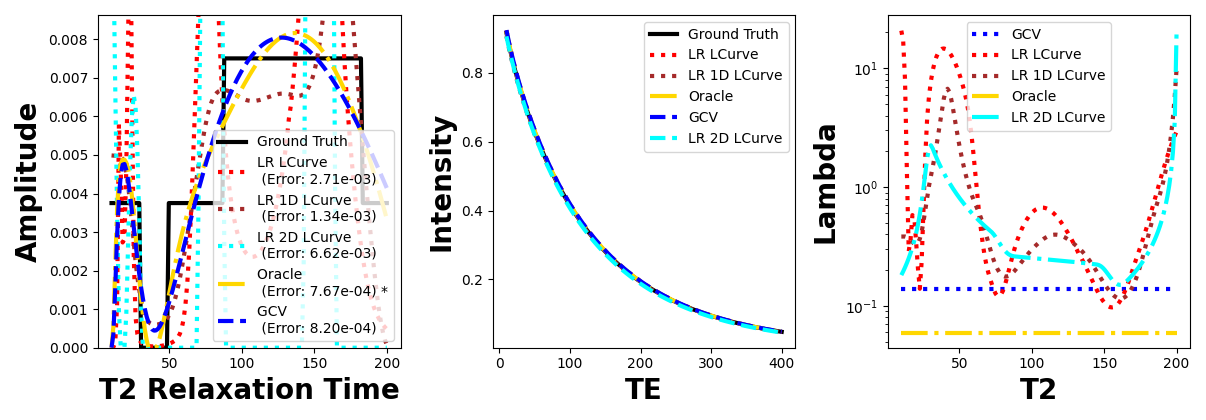 Amplitude
0.008
0.007
0.006
0.005
0.004
0.003
0.002
0.001
0.000
50
100
150
200
T2 Relaxation Time
Ground Truth
LR LCurve
(Error: 2.71e-03)
LR 1D LCurve
(Error: 1.34e-03)
LR 2D LCurve
(Error: 6.62e-03)
Oracle
(Error: 7.67e-04) *
GCV
(Error: 8.20e-04)
Intensity
0.8
0.6
0.4
0.2
0
100
200
300
400
TE
Ground Truth
LR LCurve
LR 1D LCurve
Oracle
GCV
LR 2D LCurve
Lambda
10¹
10⁰
10⁻¹
50
100
150
200
T2
GCV
LR LCurve
LR 1D LCurve
Oracle
LR 2D LCurve